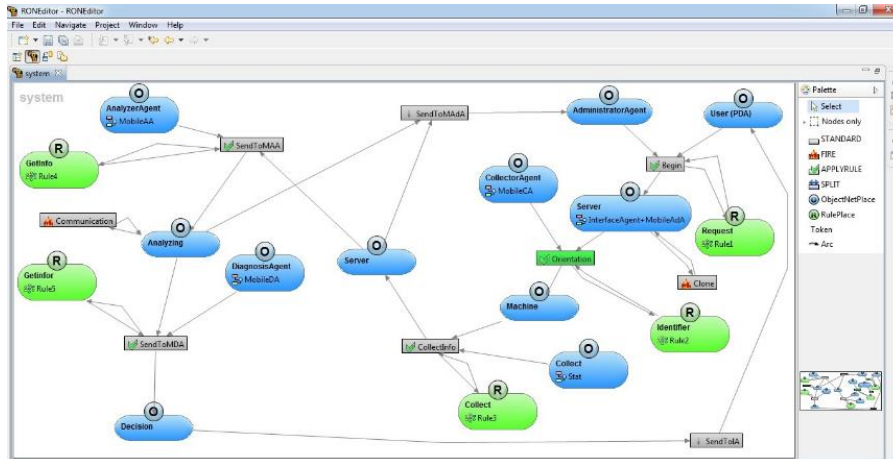 RONEditor - RONEditor
File Edit Navigate Project Window Help
system
system
O
AnalyzerAgent
MobileAA
R
GetInfo
Rule4
SendToMAA
i SendToMAdA
O
AdministratorAgent
O
User (PDA)
Begin
O
CollectorAgent
MobileCA
O
Server
InterfaceAgent+MobileAdA
R
Request
Rule1
Communication
O
Analyzing
R
GetInfor
Rule5
O
DiagnosisAgent
MobileDA
O
Server
Orientation
Clone
O
Machine
R
Identifier
Rule2
SendToMDA
CollectInfo
O
Collect
Stat
R
Collect
Rule3
O
Decision
i SendToIA
Palette
Select
Nodes only
STANDARD
FIRE
APPLYRULE
SPLIT
O ObjectNetPlace
R RulePlace
Token
Arc